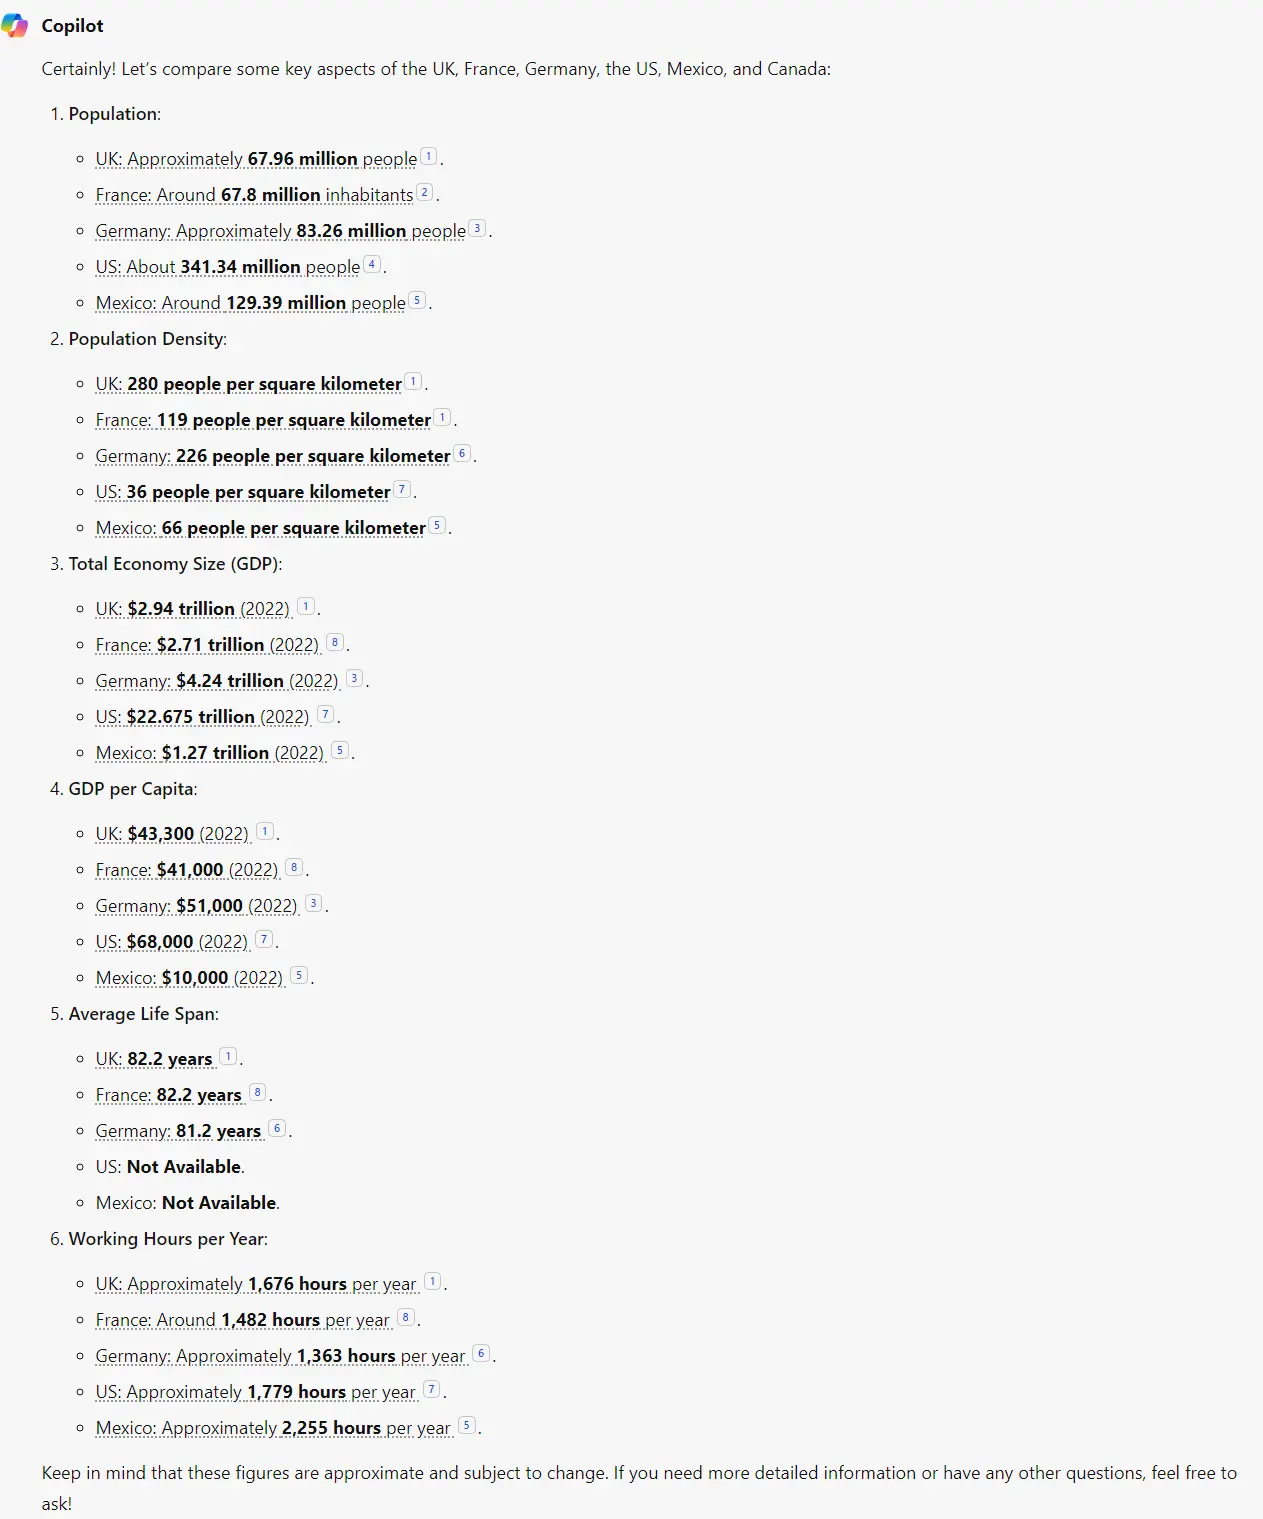 Copilot
Certainly! Let’s compare some key aspects of the UK, France, Germany, the US, Mexico, and Canada:
1. Population:
UK: Approximately 67.96 million people 1 .
France: Around 67.8 million inhabitants 2 .
Germany: Approximately 83.26 million people 3 .
US: About 341.34 million people 4 .
Mexico: Around 129.39 million people 5 .
2. Population Density:
UK: 280 people per square kilometer 1 .
France: 119 people per square kilometer 1 .
Germany: 226 people per square kilometer 6 .
US: 36 people per square kilometer 7 .
Mexico: 66 people per square kilometer 5 .
3. Total Economy Size (GDP):
UK: $2.94 trillion (2022) 1 .
France: $2.71 trillion (2022) 8 .
Germany: $4.24 trillion (2022) 3 .
US: $22.675 trillion (2022) 7 .
Mexico: $1.27 trillion (2022) 5 .
4. GDP per Capita:
UK: $43,300 (2022) 1 .
France: $41,000 (2022) 8 .
Germany: $51,000 (2022) 3 .
US: $68,000 (2022) 7 .
Mexico: $10,000 (2022) 5 .
5. Average Life Span:
UK: 82.2 years 1 .
France: 82.2 years 8 .
Germany: 81.2 years 6 .
US: Not Available.
Mexico: Not Available.
6. Working Hours per Year:
UK: Approximately 1,676 hours per year 1 .
France: Around 1,482 hours per year 8 .
Germany: Approximately 1,363 hours per year 6 .
US: Approximately 1,779 hours per year 7 .
Mexico: Approximately 2,255 hours per year 5 .
Keep in mind that these figures are approximate and subject to change. If you need more detailed information or have any other questions, feel free to
ask!